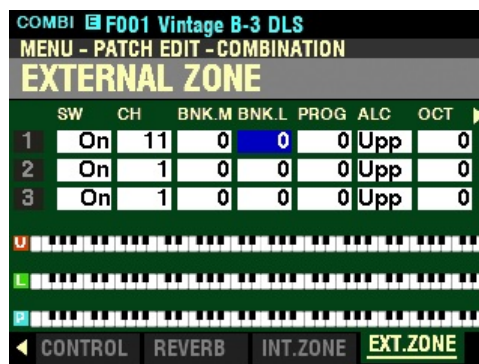 COMBI E F001 Vintage B-3 DLS
MENU - PATCH EDIT - COMBINATION
EXTERNAL ZONE
SW CH BNK.M BNK.L PROG ALC OCT
1 On 11 0 0 0 Upp 0
2 On 1 0 0 0 Upp 0
3 On 1 0 0 0 Upp 0
U
L
P
CONTROL REVERB INT.ZONE EXT.ZONE